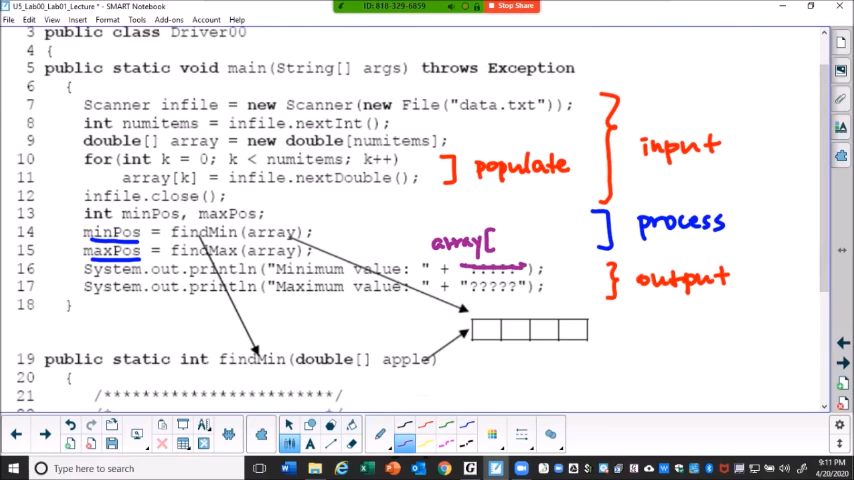 U5_Lab00_Lab01_Lecture * - SMART Notebook
ID: 818-329-6859
Stop Share
File Edit View Insert Format Tools Add-ons Account Help
3 public class Driver00
4 {
5 public static void main(String[] args) throws Exception
6 {
7 Scanner infile = new Scanner(new File("data.txt"));
8 int numitems = infile.nextInt();
input
9 double[] array = new double[numitems];
10 for(int k = 0; k < numitems; k++)
populate
11 array[k] = infile.nextDouble();
12 infile.close();
13 int minPos, maxPos;
process
14 minPos = findMin(array);
array[
15 maxPos = findMax(array);
16 System.out.println("Minimum value: " + "?????");
output
17 System.out.println("Maximum value: " + "?????");
18 }
19 public static int findMin(double[] apple)
20 {
21 /************************/
Type here to search
9:11 PM
4/20/2020